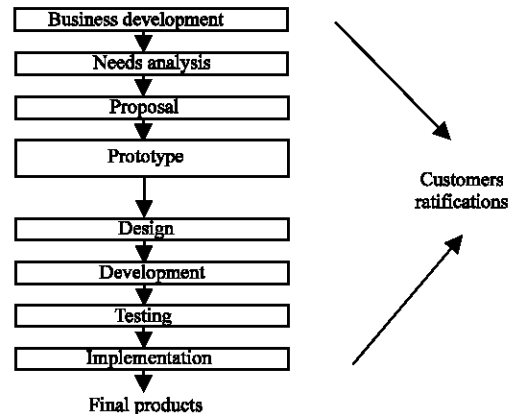 Business development
Needs analysis
Proposal
Prototype
Customers
ratifications
Design
Development
Testing
Implementation
Final products